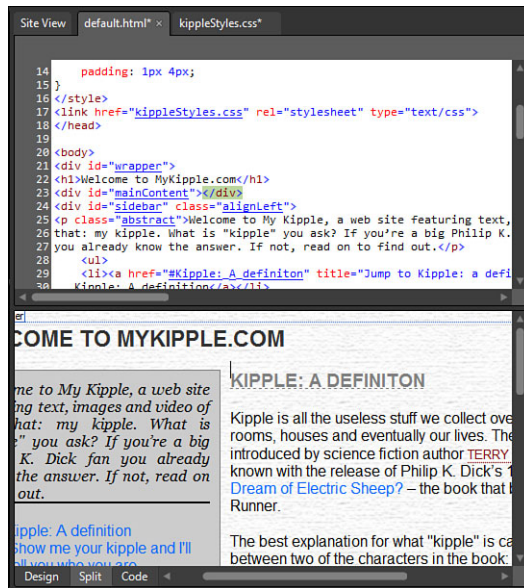 Site View default.html* × kippleStyles.css*
14 padding: 1px 4px;
15 }
16 </style>
17 <link href="kippleStyles.css" rel="stylesheet" type="text/css">
18 </head>
19
20 <body>
21 <div id="wrapper">
22 <h1>Welcome to MyKipple.com</h1>
23 <div id="mainContent"></div>
24 <div id="sidebar" class="alignLeft">
25 <p class="abstract">Welcome to My Kipple, a web site featuring text,
26 that: my kipple. What is "kipple" you ask? If you're a big Philip K.
27 you already know the answer. If not, read on to find out.</p>
28 <ul>
29 <li><a href="#Kipple:_A_definiton" title="Jump to Kipple: a defi
30 Kipple: A definition</a></li>
er
COME TO MYKIPPLE.COM
me to My Kipple, a web site
ing text, images and video of
hat: my kipple. What is
e" you ask? If you're a big
K. Dick fan you already
the answer. If not, read on
out.
ipple: A definition
Show me your kipple and I'll
ell you who you are
KIPPLE: A DEFINITON
Kipple is all the useless stuff we collect ove
rooms, houses and eventually our lives. The
introduced by science fiction author TERRY
known with the release of Philip K. Dick's 1
Dream of Electric Sheep? – the book that b
Runner.
The best explanation for what "kipple" is ca
between two of the characters in the book:
Design Split Code